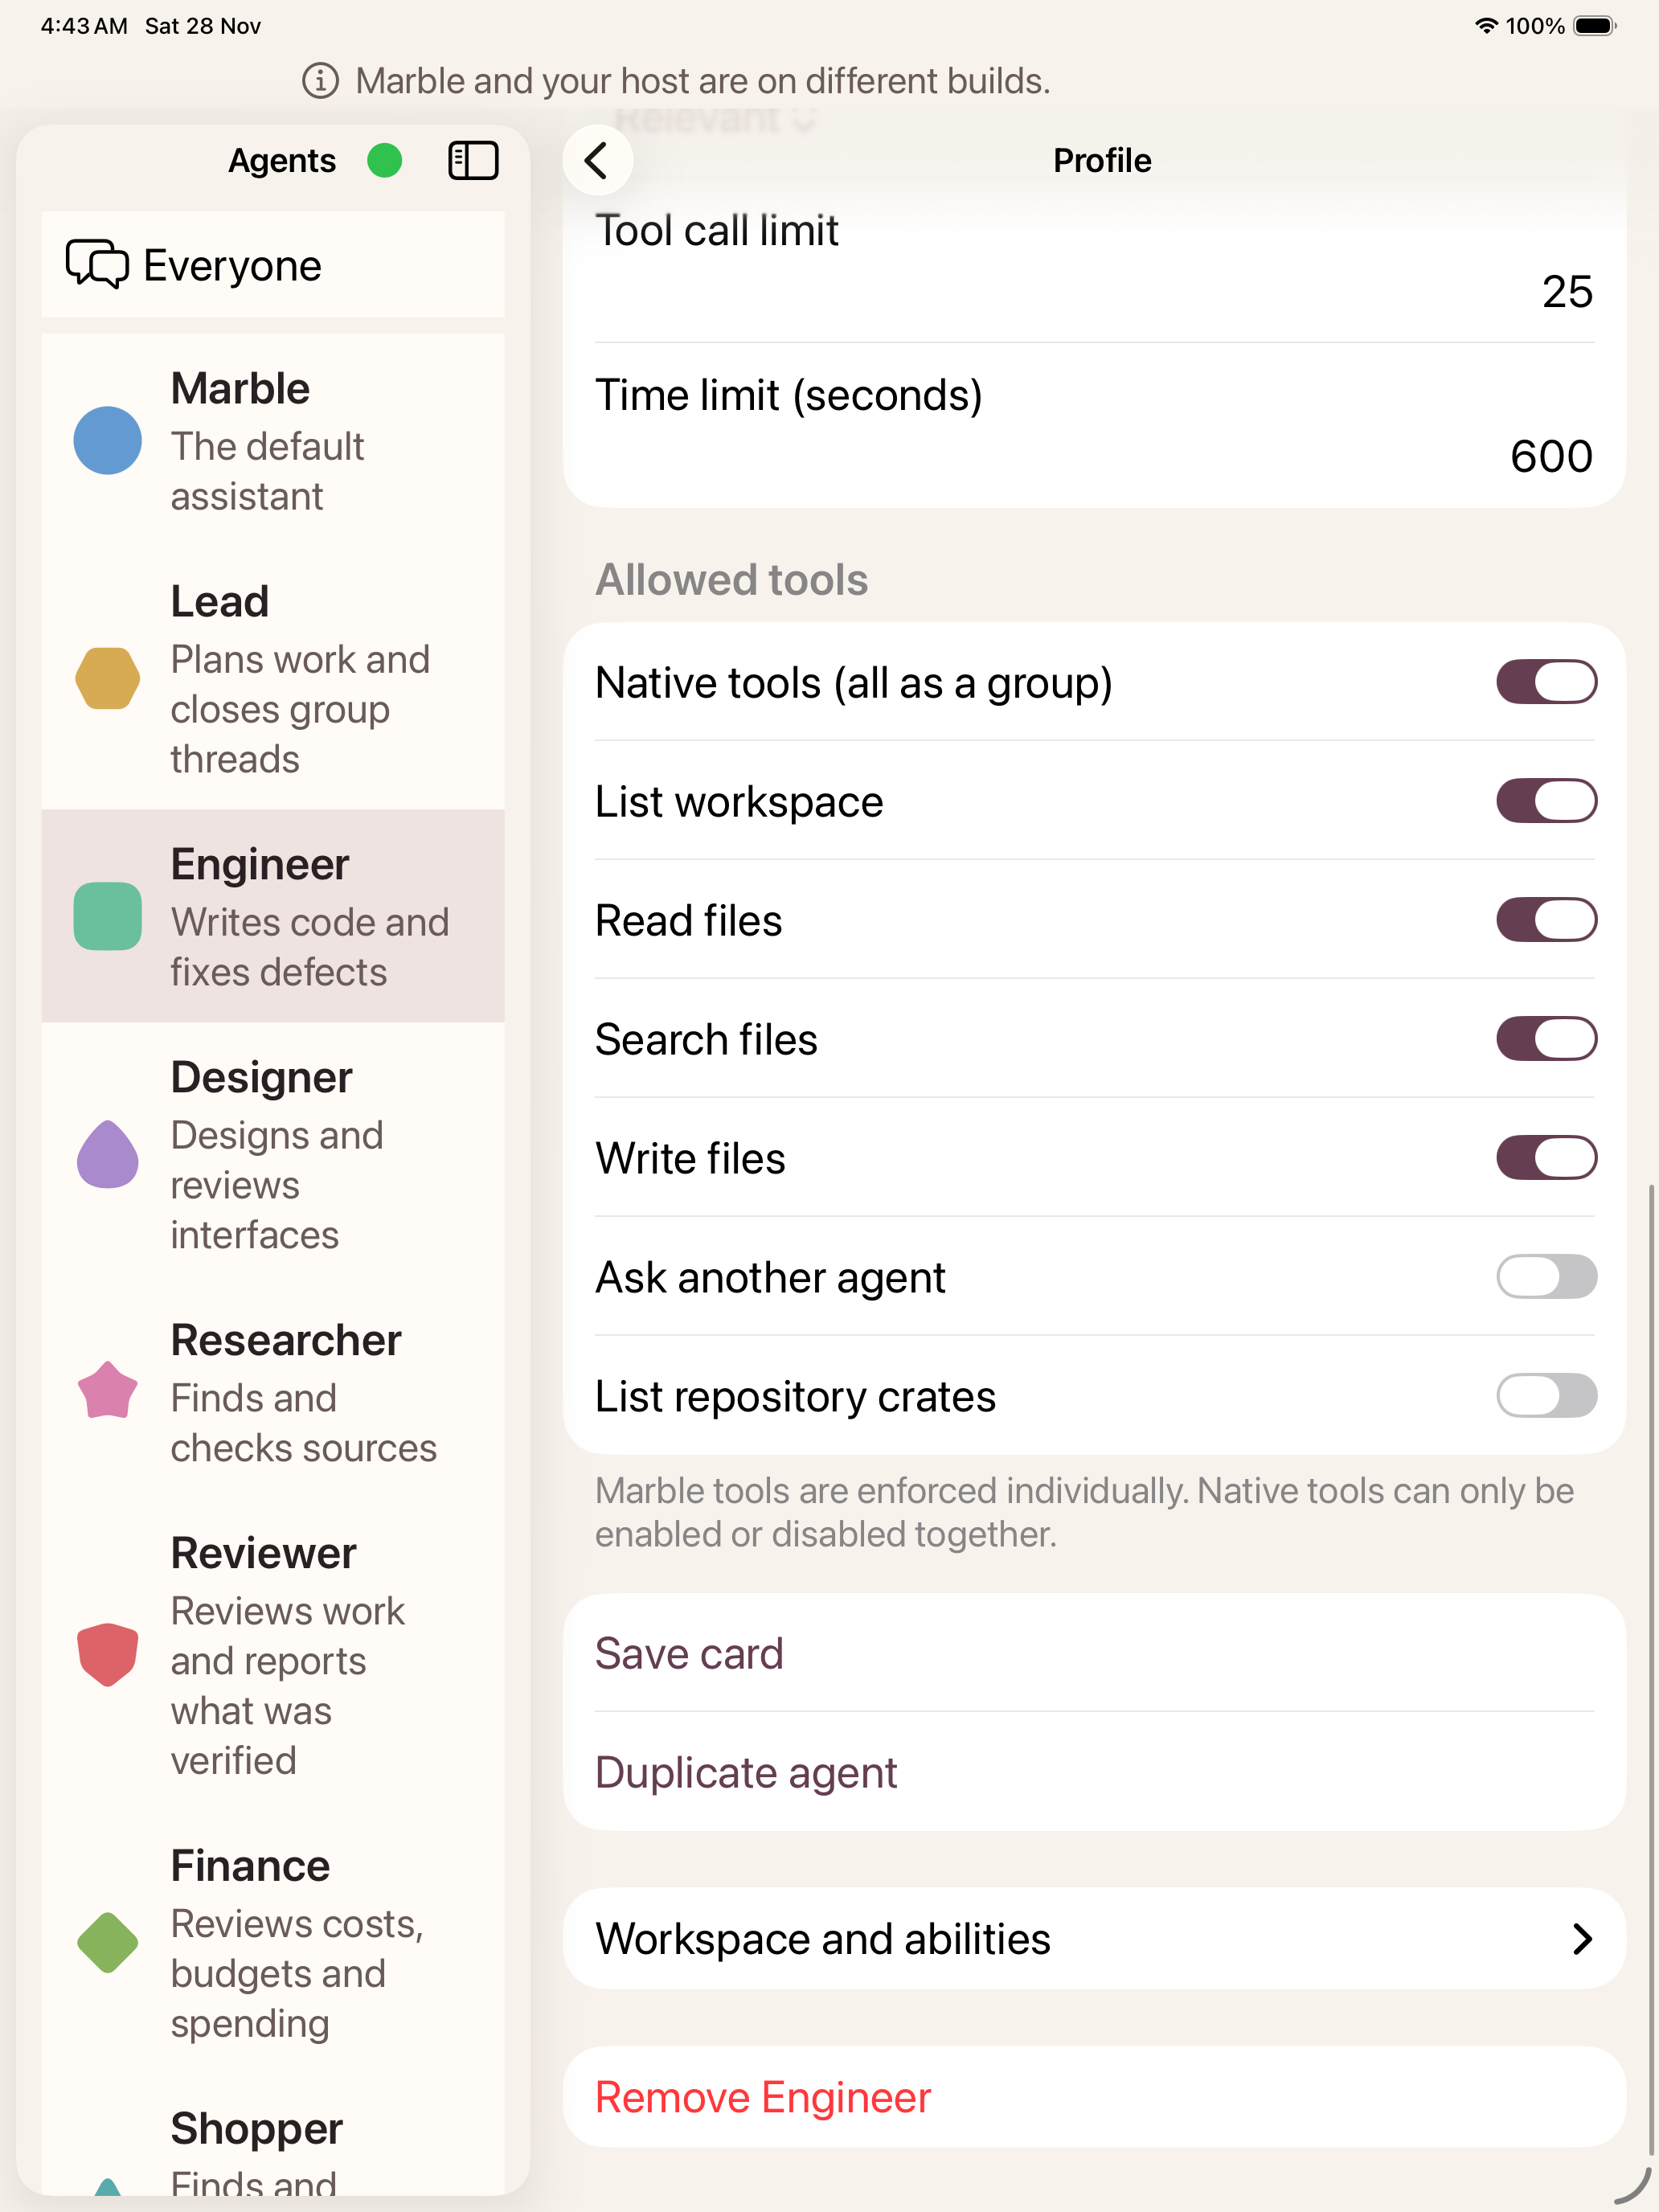 4:43 AM Sat 28 Nov
100%
Marble and your host are on different builds.
Relevant
Agents
Profile
Everyone
Marble
The default
assistant
Lead
Plans work and
closes group
threads
Engineer
Writes code and
fixes defects
Designer
Designs and
reviews
interfaces
Researcher
Finds and
checks sources
Reviewer
Reviews work
and reports
what was
verified
Finance
Reviews costs,
budgets and
spending
Shopper
Finds and
Tool call limit
25
Time limit (seconds)
600
Allowed tools
Native tools (all as a group)
List workspace
Read files
Search files
Write files
Ask another agent
List repository crates
Marble tools are enforced individually. Native tools can only be
enabled or disabled together.
Save card
Duplicate agent
Workspace and abilities
Remove Engineer